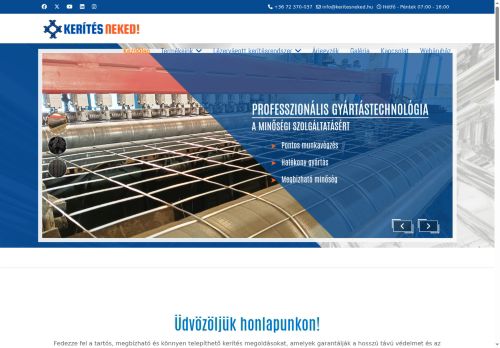 +36 72 370-037 info@keritesneked.hu Hétfő - Péntek 07:00 - 16:00
KERÍTÉS NEKED!
Kezdőlap Termékeink Lézervágott kerítésrendszer Árjegyzék Galéria Kapcsolat Webáruház
PROFESSZIONÁLIS GYÁRTÁSTECHNOLÓGIA
A MINŐSÉGI SZOLGÁLTATÁSÉRT
Pontos munkavégzés
Hatékony gyártás
Megbízható minőség
Üdvözöljük honlapunkon!
Fedezze fel a tartós, megbízható és könnyen telepíthető kerítés megoldásokat, amelyek garantálják a hosszú távú védelmet és az